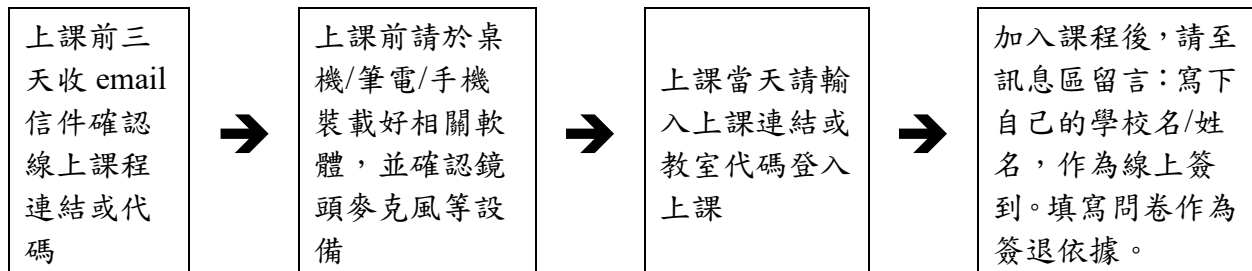 上課前三
天收 email
信件確認
線上課程
連結或代
碼
上課前請於桌
機/筆電/手機
裝載好相關軟
體，並確認鏡
頭麥克風等設
備
上課當天請輸
入上課連結或
教室代碼登入
上課
加入課程後，請至
訊息區留言：寫下
自己的學校名/姓
名，作為線上簽
到。填寫問卷作為
簽退依據。